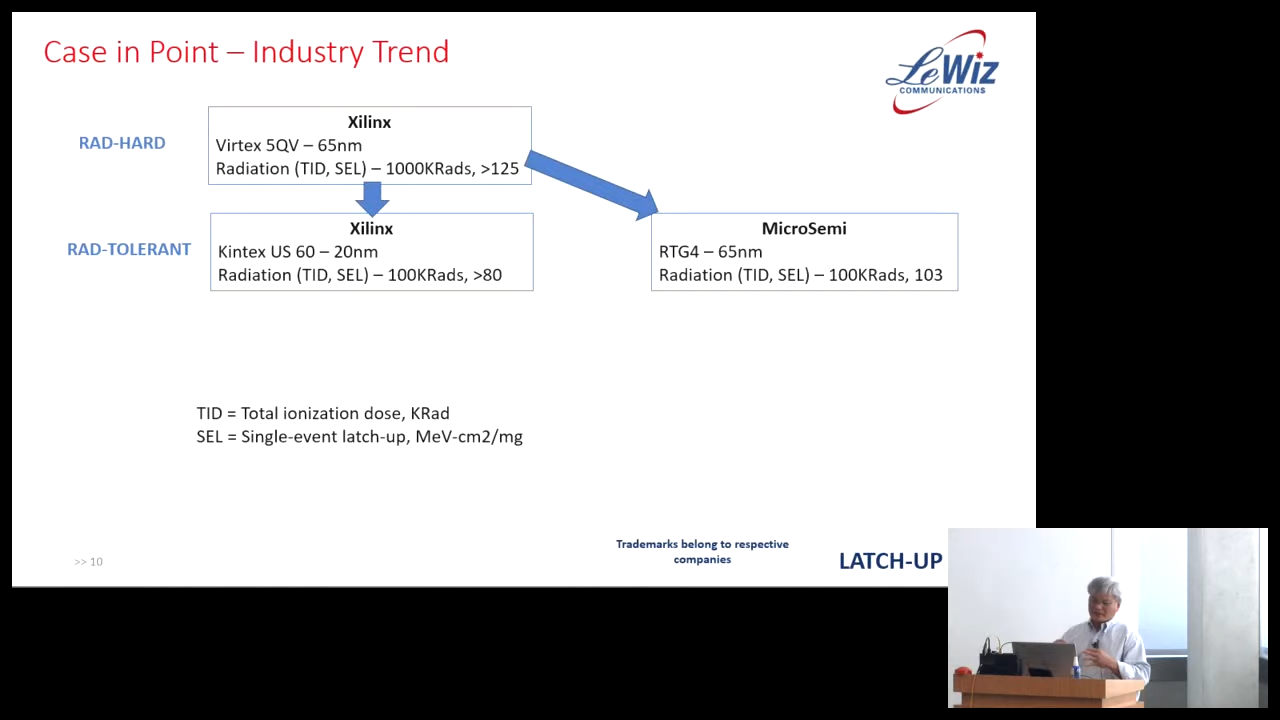 Case in Point – Industry Trend
LeWiz
COMMUNICATIONS
RAD-HARD
Xilinx
Virtex 5QV – 65nm
Radiation (TID, SEL) – 1000KRads, >125
RAD-TOLERANT
Xilinx
Kintex US 60 – 20nm
Radiation (TID, SEL) – 100KRads, >80
MicroSemi
RTG4 – 65nm
Radiation (TID, SEL) – 100KRads, 103
TID = Total ionization dose, KRad
SEL = Single-event latch-up, MeV-cm2/mg
>> 10
Trademarks belong to respective
companies
LATCH-UP